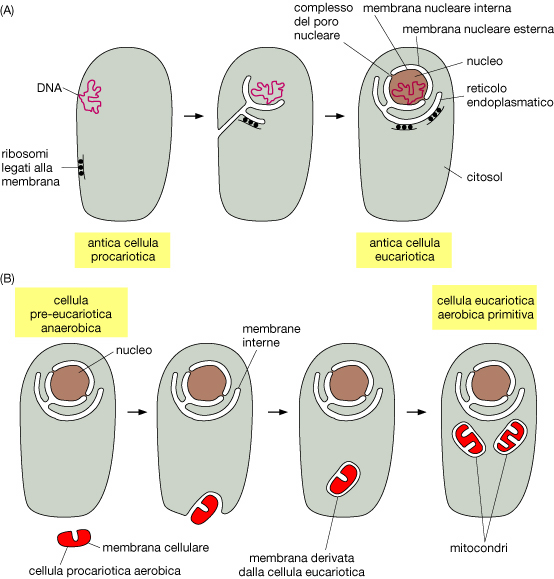 (A)
complesso
del poro
nucleare
membrana nucleare interna
membrana nucleare esterna
nucleo
DNA
reticolo
endoplasmatico
ribosomi
legati alla
membrana
citosol
antica cellula
procariotica
antica cellula
eucariotica
(B)
cellula
pre-eucariotica
anaerobica
cellula eucariotica
aerobica primitiva
nucleo
membrane
interne
membrana cellulare
cellula procariotica aerobica
membrana derivata
dalla cellula eucariotica
mitocondri